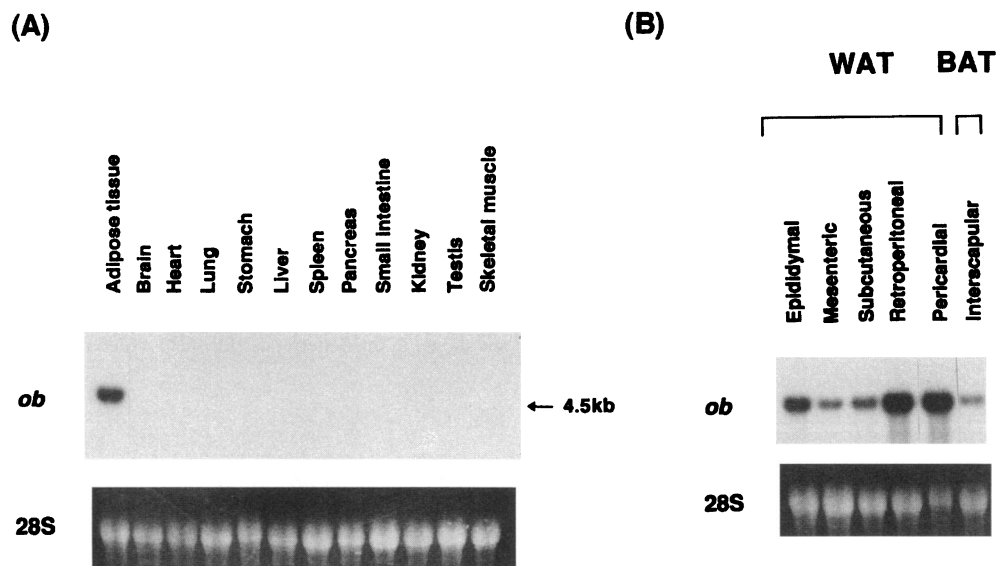 (A)
Adipose tissue
Brain
Heart
Lung
Stomach
Liver
Spleen
Pancreas
Small intestine
Kidney
Testis
Skeletal muscle
ob
← 4.5kb
28S
(B)
WAT
BAT
Epididymal
Mesenteric
Subcutaneous
Retroperitoneal
Pericardial
Interscapular
ob
28S